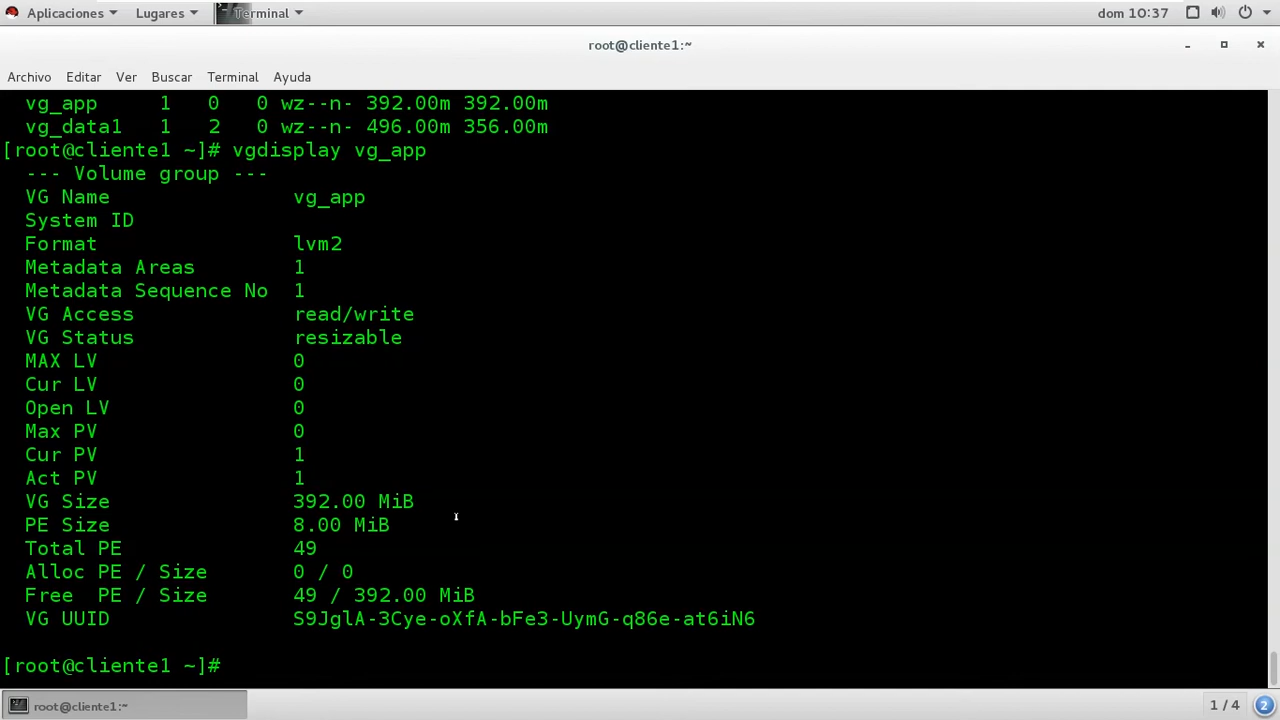 Aplicaciones Lugares Terminal dom 10:37
root@cliente1:~
Archivo Editar Ver Buscar Terminal Ayuda
vg_app 1 0 0 wz--n- 392.00m 392.00m
vg_data1 1 2 0 wz--n- 496.00m 356.00m
[root@cliente1 ~]# vgdisplay vg_app
--- Volume group ---
VG Name vg_app
System ID
Format lvm2
Metadata Areas 1
Metadata Sequence No 1
VG Access read/write
VG Status resizable
MAX LV 0
Cur LV 0
Open LV 0
Max PV 0
Cur PV 1
Act PV 1
VG Size 392.00 MiB
PE Size 8.00 MiB
Total PE 49
Alloc PE / Size 0 / 0
Free PE / Size 49 / 392.00 MiB
VG UUID S9JglA-3Cye-oXfA-bFe3-UymG-q86e-at6iN6
[root@cliente1 ~]#
root@cliente1:~ 1 / 4 2